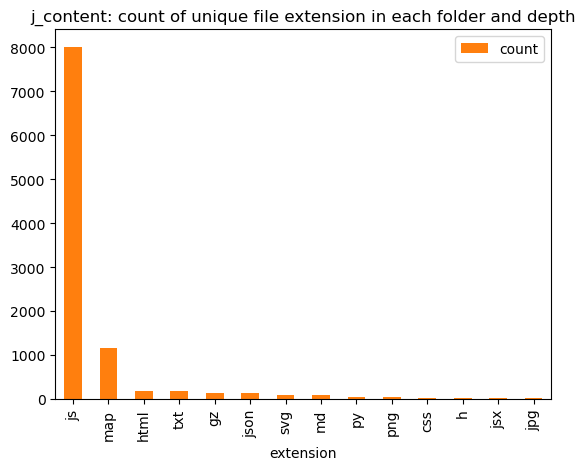 j_content: count of unique file extension in each folder and depth
count
8000
7000
6000
5000
4000
3000
2000
1000
0
js
map
html
txt
gz
json
svg
md
py
png
css
h
jsx
jpg
extension